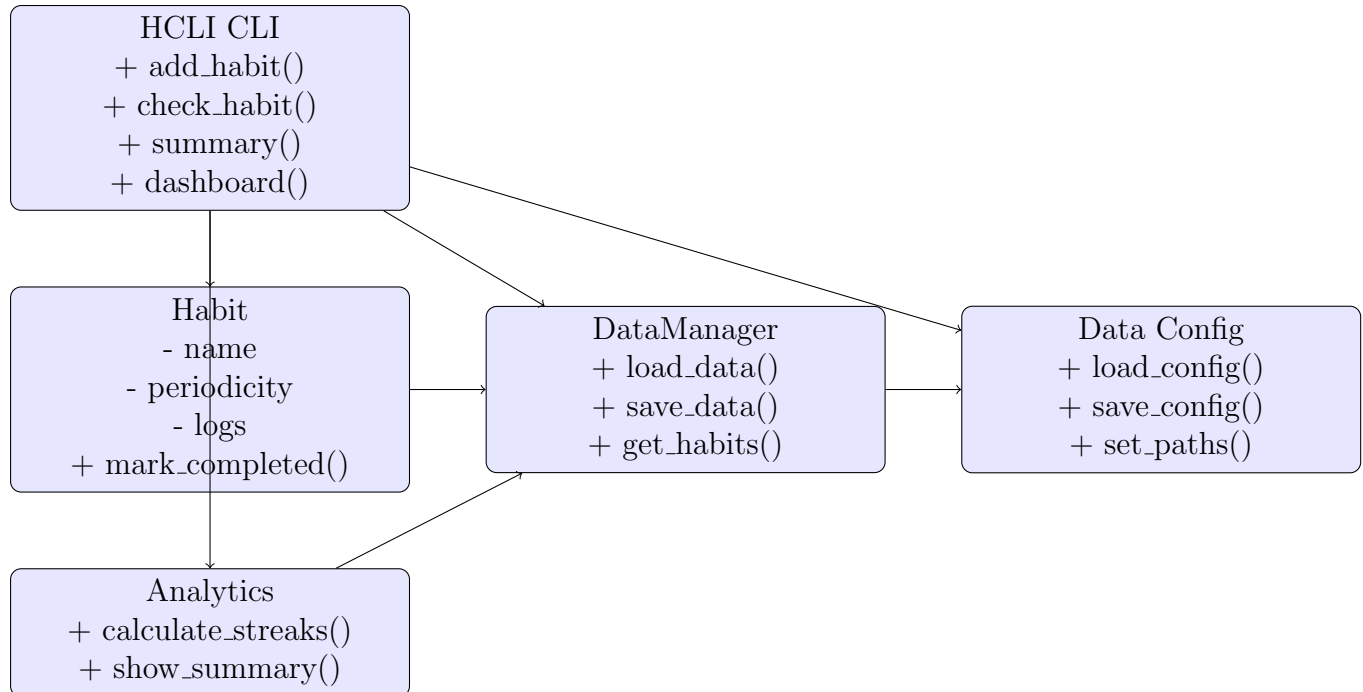 HCLI CLI
+ add_habit()
+ check_habit()
+ summary()
+ dashboard()
Habit
- name
- periodicity
- logs
+ mark_completed()
DataManager
+ load_data()
+ save_data()
+ get_habits()
Data Config
+ load_config()
+ save_config()
+ set_paths()
Analytics
+ calculate_streaks()
+ show_summary()